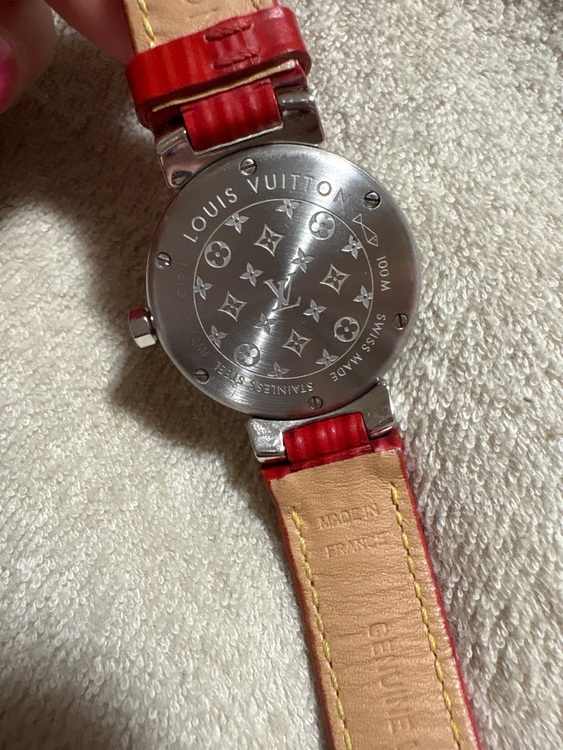 LOUIS VUITTON
100M
SWISS MADE
STAINLESS STEEL
LV
MADE IN
FRANCE
GENUINE